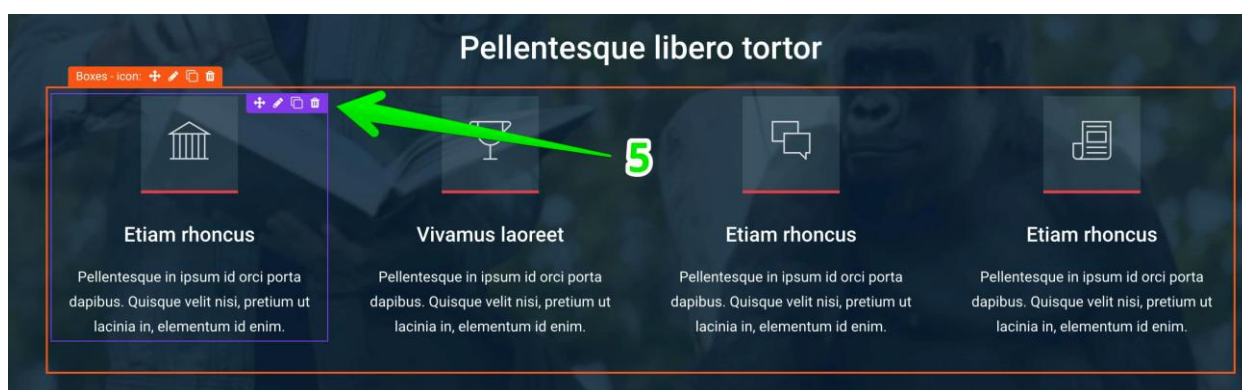 Pellentesque libero tortor
Boxes - icon:
5
Etiam rhoncus
Vivamus laoreet
Etiam rhoncus
Etiam rhoncus
Pellentesque in ipsum id orci porta
dapibus. Quisque velit nisi, pretium ut
lacinia in, elementum id enim.
Pellentesque in ipsum id orci porta
dapibus. Quisque velit nisi, pretium ut
lacinia in, elementum id enim.
Pellentesque in ipsum id orci porta
dapibus. Quisque velit nisi, pretium ut
lacinia in, elementum id enim.
Pellentesque in ipsum id orci porta
dapibus. Quisque velit nisi, pretium ut
lacinia in, elementum id enim.